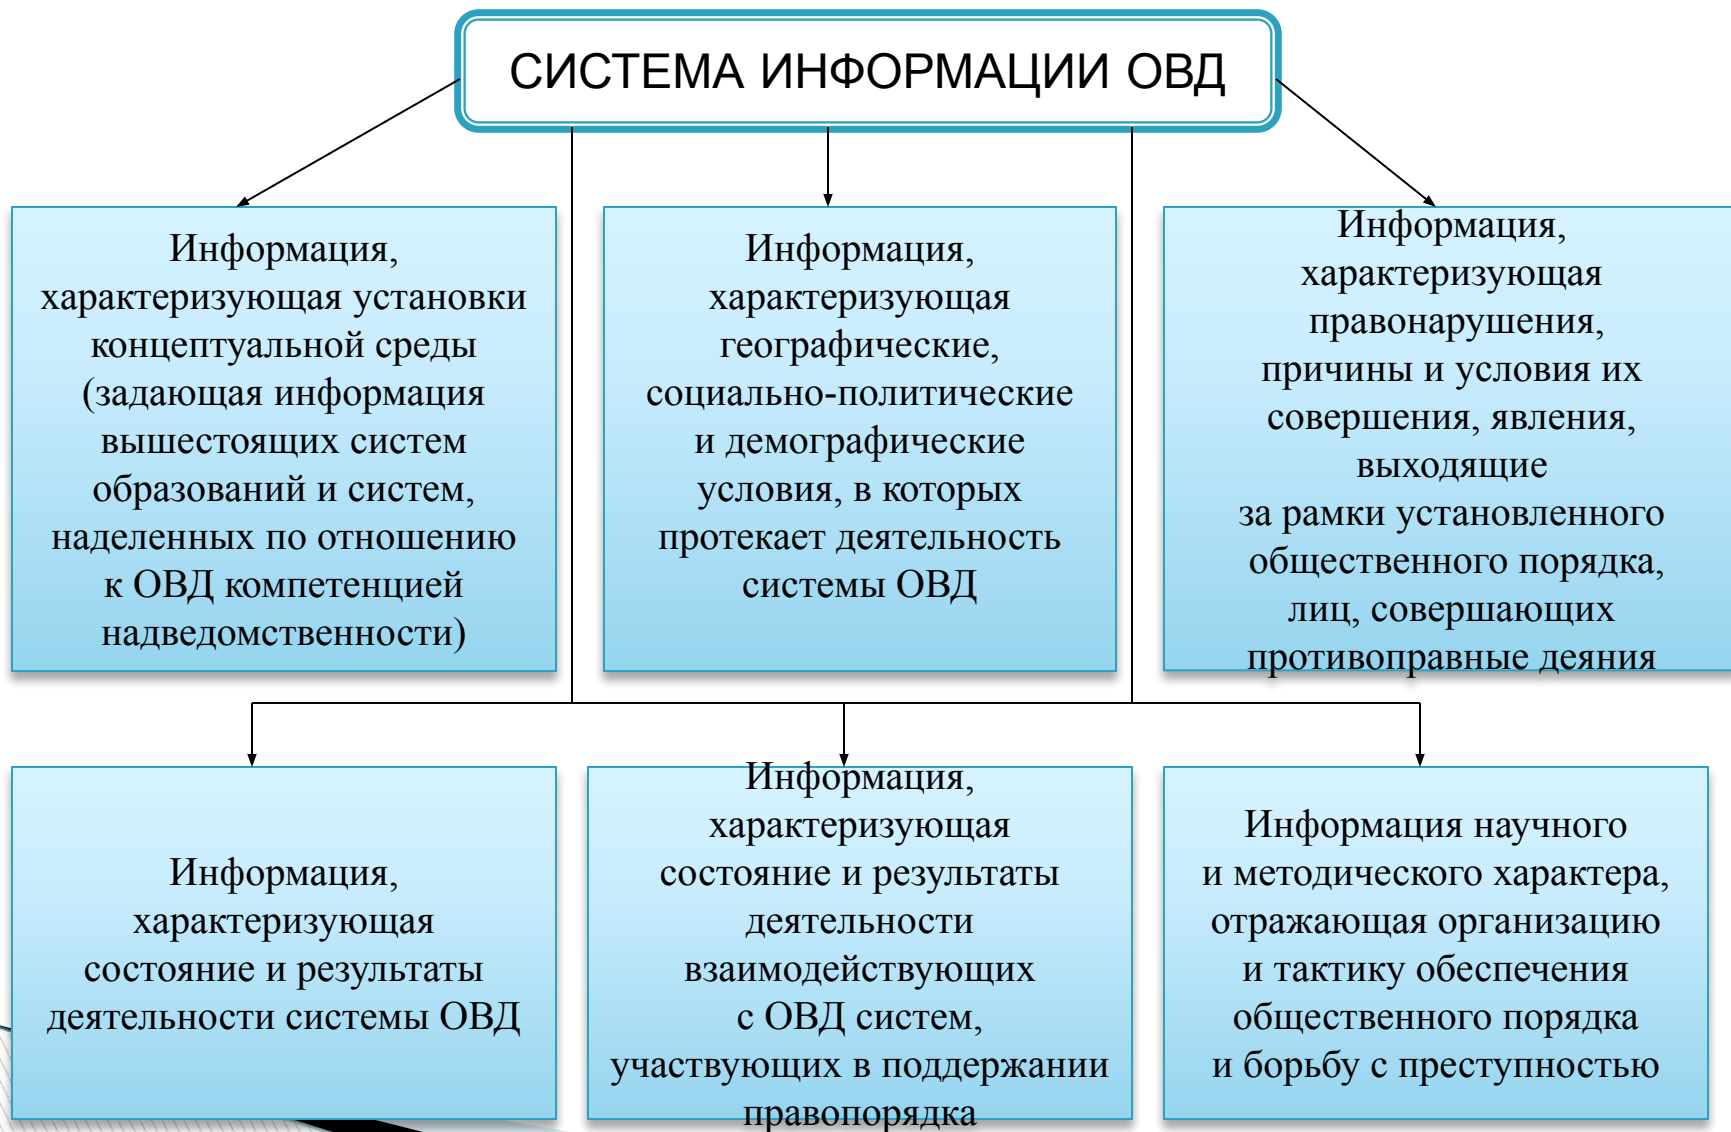 СИСТЕМА ИНФОРМАЦИИ ОВД
Информация,
характеризующая установки
концептуальной среды
(задающая информация
вышестоящих систем
образований и систем,
наделенных по отношению
к ОВД компетенцией
надведомственности)
Информация,
характеризующая
географические,
социально-политические
и демографические
условия, в которых
протекает деятельность
системы ОВД
Информация,
характеризующая
правонарушения,
причины и условия их
совершения, явления,
выходящие
за рамки установленного
общественного порядка,
лиц, совершающих
противоправные деяния
Информация,
характеризующая
состояние и результаты
деятельности системы ОВД
Информация,
характеризующая
состояние и результаты
деятельности
взаимодействующих
с ОВД систем,
участвующих в поддержании
правопорядка
Информация научного
и методического характера,
отражающая организацию
и тактику обеспечения
общественного порядка
и борьбу с преступностью